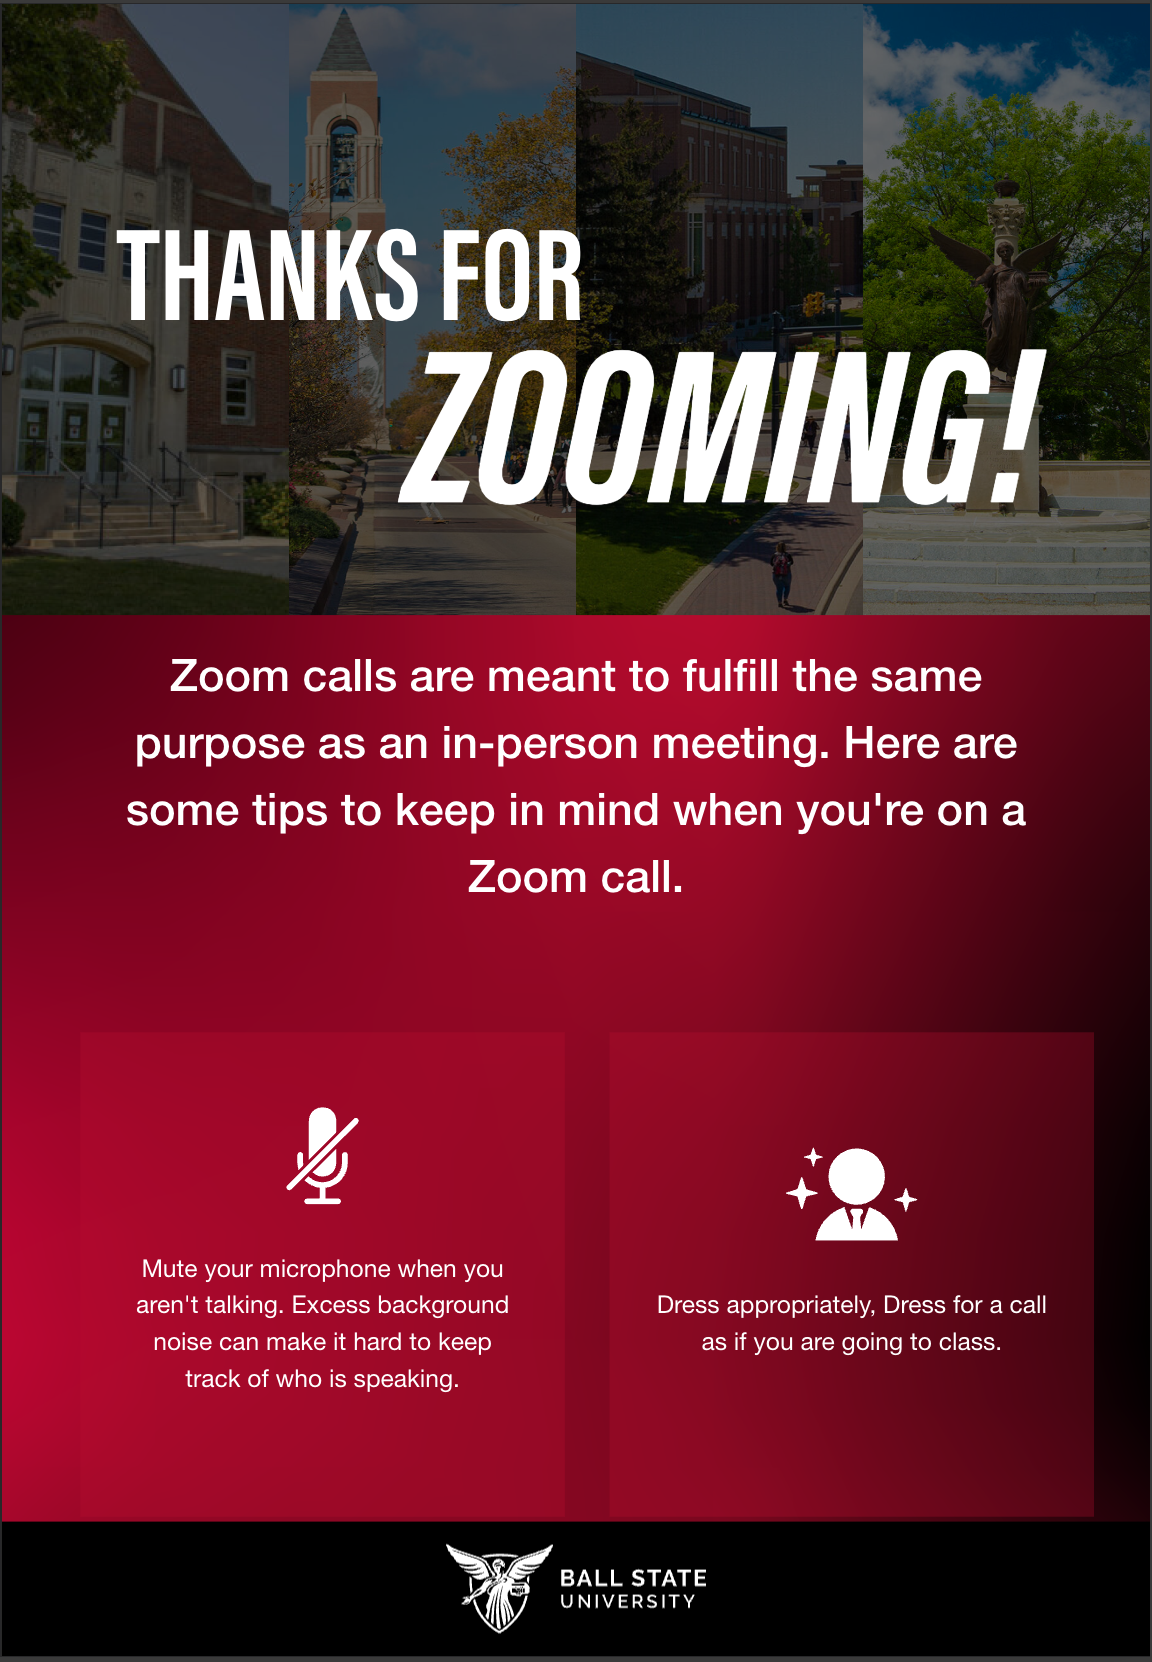 THANKS FOR
ZOOMING!
Zoom calls are meant to fulfill the same
purpose as an in-person meeting. Here are
some tips to keep in mind when you're on a
Zoom call.
Mute your microphone when you
aren't talking. Excess background
noise can make it hard to keep
track of who is speaking.
Dress appropriately, Dress for a call
as if you are going to class.
BALL STATE
UNIVERSITY